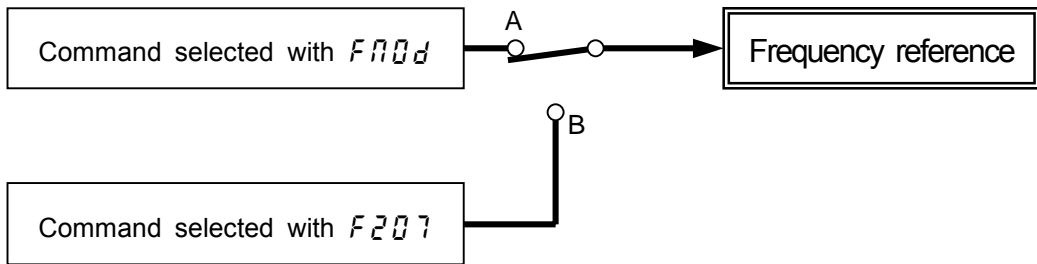 Command selected with FMOd
A
Frequency reference
B
Command selected with F207